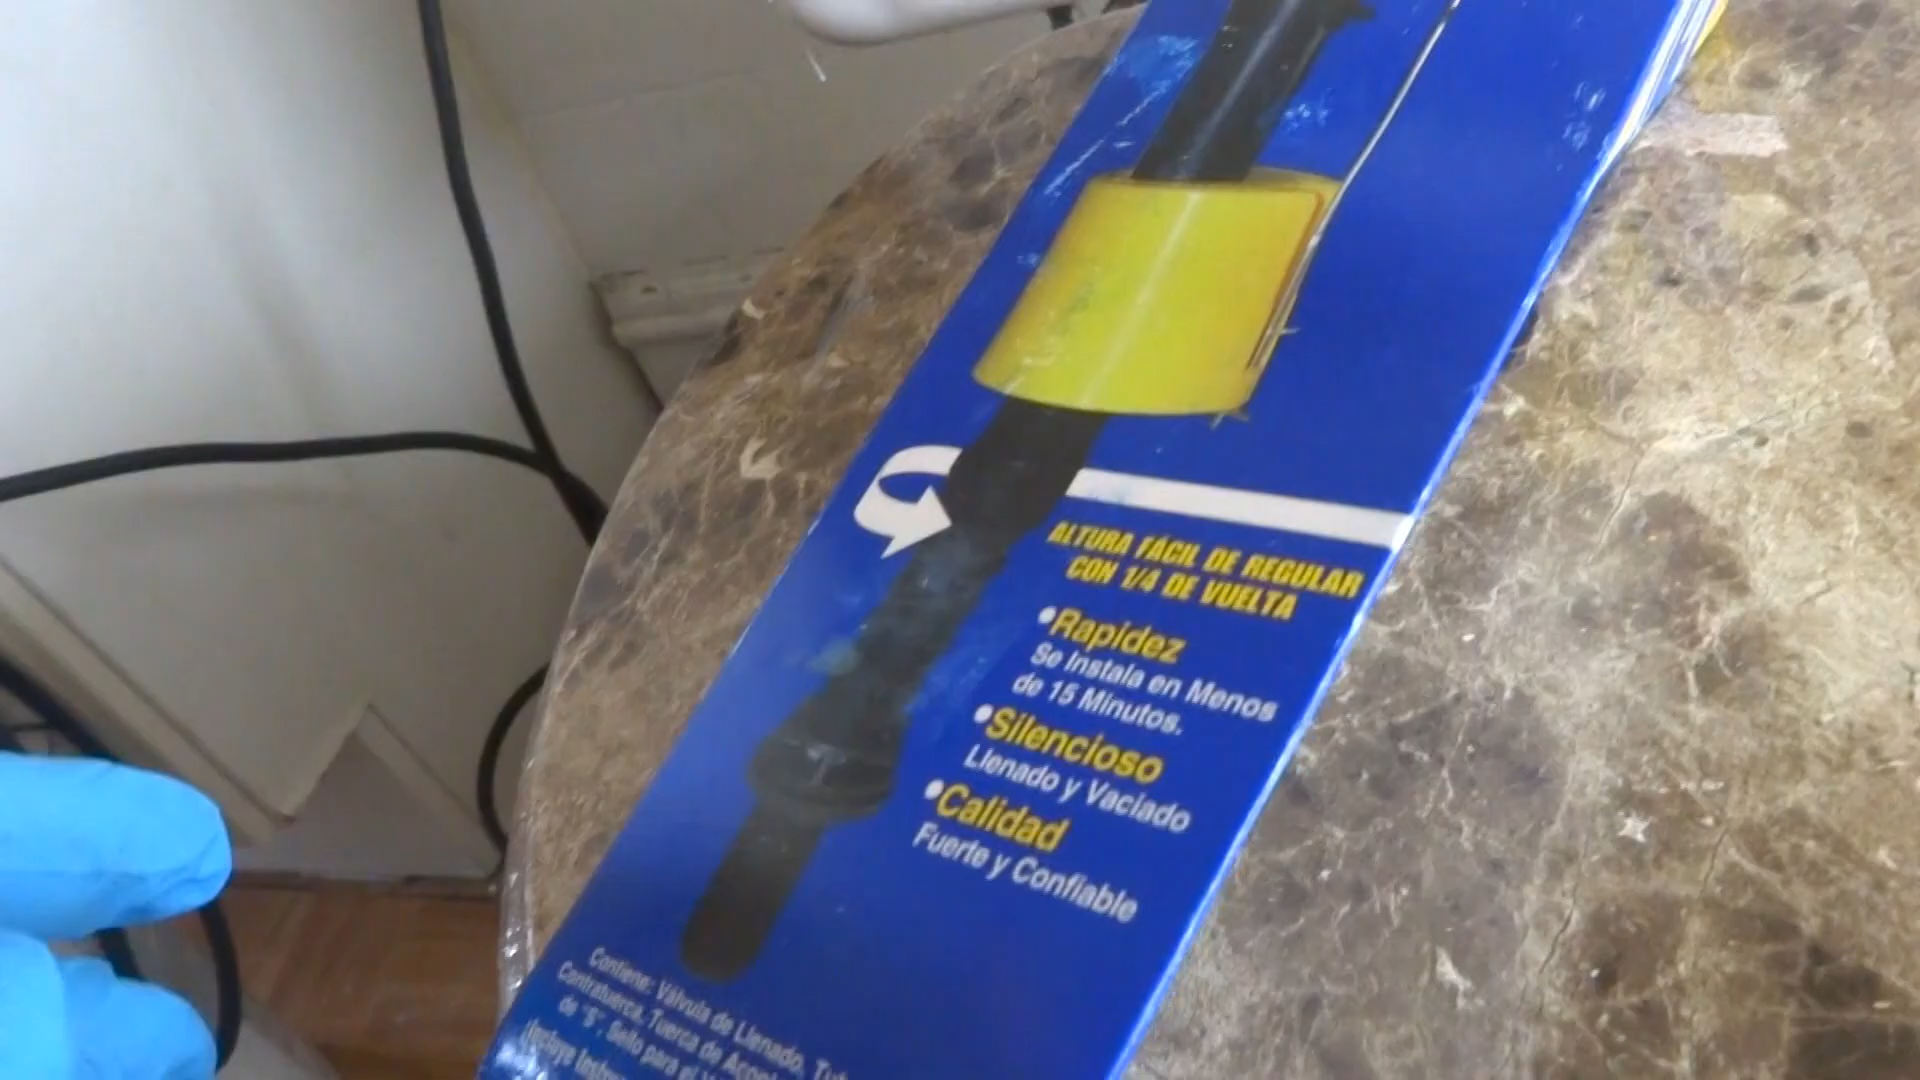 ALTURA FÁCIL DE REGULAR
CON 1/4 DE VUELTA
•Rapidez
Se instala en Menos
de 15 Minutos.
•Silencioso
Llenado y Vaciado
•Calidad
Fuerte y Confiable
Contiene: Válvula de Llenado,
Contratuerca, Tuerca de
de "S", Sello para el